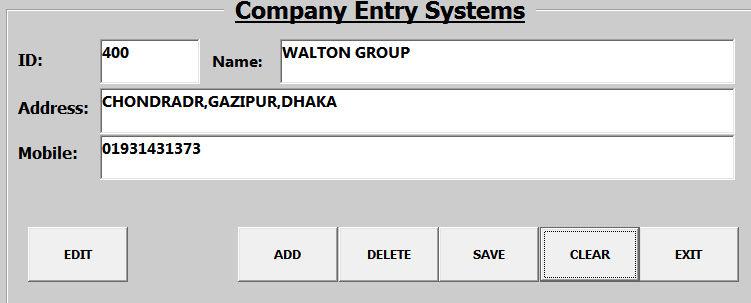 Company Entry Systems
ID: 400 Name: WALTON GROUP
Address: CHONDRADR,GAZIPUR,DHAKA
Mobile: 01931431373
EDIT ADD DELETE SAVE CLEAR EXIT